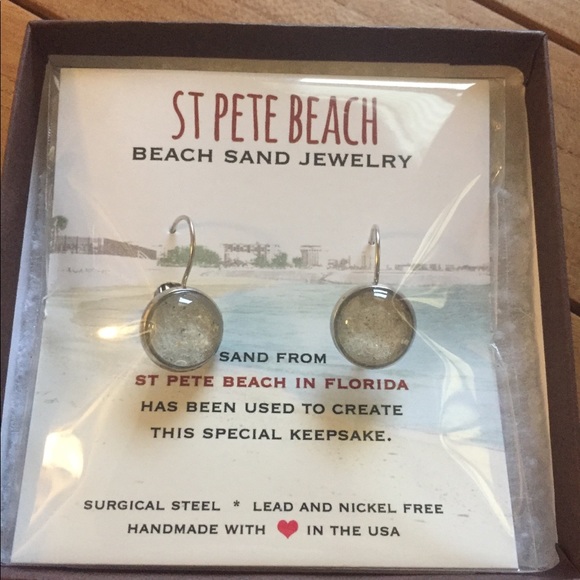 ST PETE BEACH
BEACH SAND JEWELRY
SAND FROM
ST PETE BEACH IN FLORIDA
HAS BEEN USED TO CREATE
THIS SPECIAL KEEPSAKE.
SURGICAL STEEL * LEAD AND NICKEL FREE
HANDMADE WITH ♥ IN THE USA